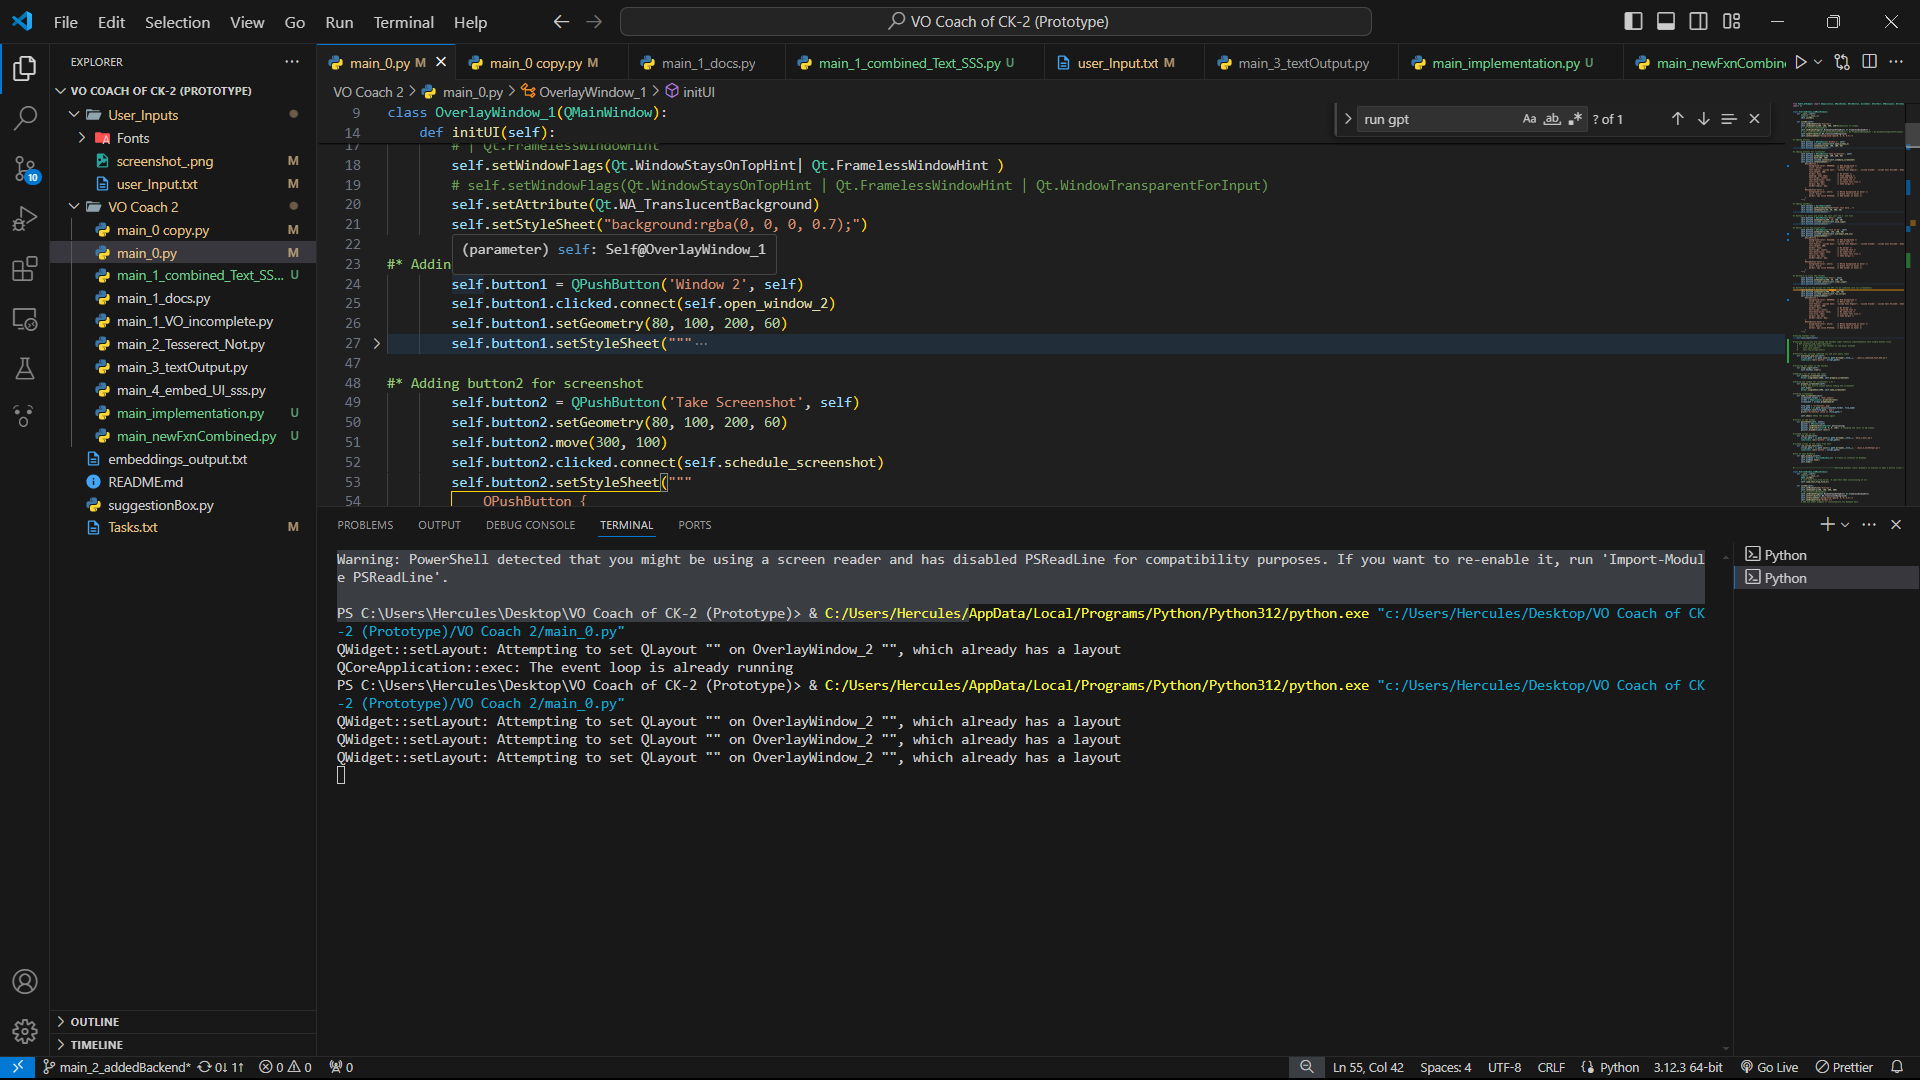 File Edit Selection View Go Run Terminal Help
VO Coach of CK-2 (Prototype)
EXPLORER
VO COACH OF CK-2 (PROTOTYPE)
User_Inputs
Fonts
screenshot_.png M
user_Input.txt M
VO Coach 2
main_0 copy.py M
main_0.py M
main_1_combined_Text_SS... U
main_1_docs.py
main_1_VO_incomplete.py
main_2_Tesserect_Not.py
main_3_textOutput.py
main_4_embed_UI_sss.py
main_implementation.py U
main_newFxnCombined.py U
embeddings_output.txt
README.md
suggestionBox.py
Tasks.txt M
OUTLINE
TIMELINE
10
main_0.py M
main_0 copy.py M
main_1_docs.py
main_1_combined_Text_SSS.py U
user_Input.txt M
main_3_textOutput.py
main_implementation.py U
main_newFxnCombine
VO Coach 2 > main_0.py > OverlayWindow_1 > initUI
run gpt Aa ab ? of 1
9 class OverlayWindow_1(QMainWindow):
14 def initUI(self):
17 # | Qt.FramelessWindowHint
18 self.setWindowFlags(Qt.WindowStaysOnTopHint| Qt.FramelessWindowHint )
19 # self.setWindowFlags(Qt.WindowStaysOnTopHint | Qt.FramelessWindowHint | Qt.WindowTransparentForInput)
20 self.setAttribute(Qt.WA_TranslucentBackground)
21 self.setStyleSheet("background:rgba(0, 0, 0, 0.7);")
22
(parameter) self: Self@OverlayWindow_1
23 #* Addin
24 self.button1 = QPushButton('Window 2', self)
25 self.button1.clicked.connect(self.open_window_2)
26 self.button1.setGeometry(80, 100, 200, 60)
27 self.button1.setStyleSheet("""...
47
48 #* Adding button2 for screenshot
49 self.button2 = QPushButton('Take Screenshot', self)
50 self.button2.setGeometry(80, 100, 200, 60)
51 self.button2.move(300, 100)
52 self.button2.clicked.connect(self.schedule_screenshot)
53 self.button2.setStyleSheet("""
54 QPushButton {
PROBLEMS OUTPUT DEBUG CONSOLE TERMINAL PORTS
Warning: PowerShell detected that you might be using a screen reader and has disabled PSReadLine for compatibility purposes. If you want to re-enable it, run 'Import-Modul
e PSReadLine'.
PS C:\Users\Hercules\Desktop\VO Coach of CK-2 (Prototype)> & C:/Users/Hercules/AppData/Local/Programs/Python/Python312/python.exe "c:/Users/Hercules/Desktop/VO Coach of CK
-2 (Prototype)/VO Coach 2/main_0.py"
QWidget::setLayout: Attempting to set QLayout "" on OverlayWindow_2 "", which already has a layout
QCoreApplication::exec: The event loop is already running
PS C:\Users\Hercules\Desktop\VO Coach of CK-2 (Prototype)> & C:/Users/Hercules/AppData/Local/Programs/Python/Python312/python.exe "c:/Users/Hercules/Desktop/VO Coach of CK
-2 (Prototype)/VO Coach 2/main_0.py"
QWidget::setLayout: Attempting to set QLayout "" on OverlayWindow_2 "", which already has a layout
QWidget::setLayout: Attempting to set QLayout "" on OverlayWindow_2 "", which already has a layout
QWidget::setLayout: Attempting to set QLayout "" on OverlayWindow_2 "", which already has a layout
Python
Python
main_2_addedBackend* 0↓ 1↑ 0 0 0
Ln 55, Col 42 Spaces: 4 UTF-8 CRLF Python 3.12.3 64-bit Go Live Prettier